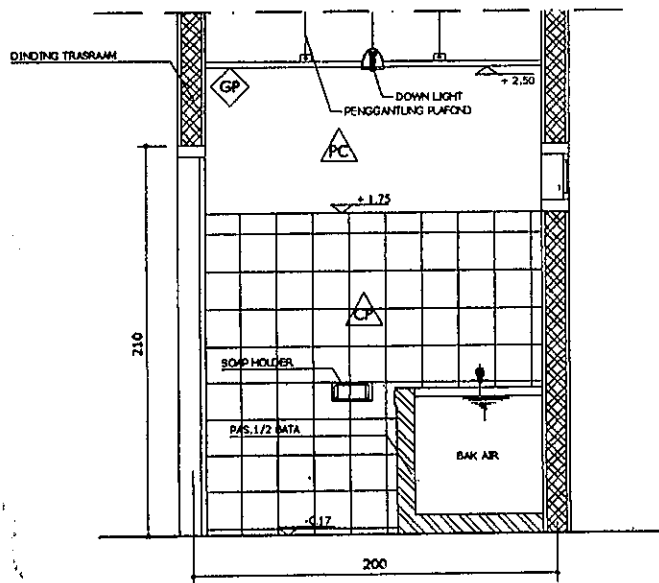 DINDING TRASRAAM
GP
+ 2,50
DOWN LIGHT
PENGGANTUNG PLAFOND
PC
+ 1.75
CP
210
SOAP HOLDER
PAS.1/2 BATA
BAK AIR
-0.17
200